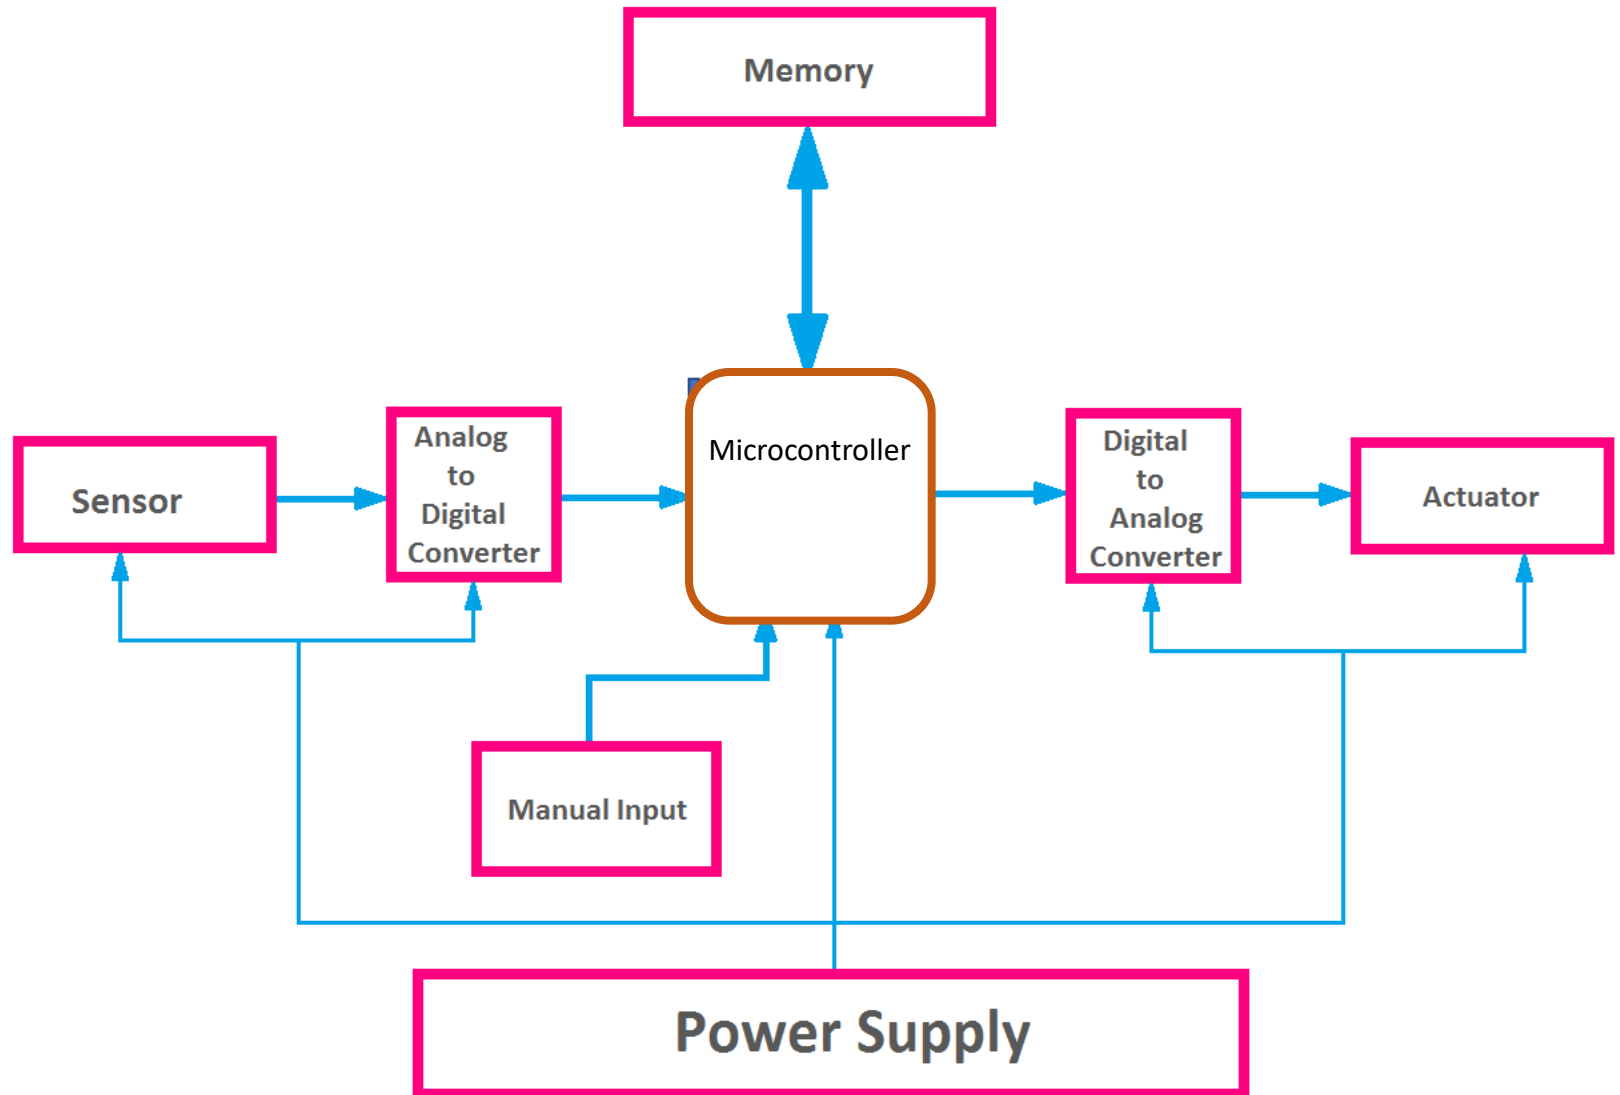 Memory
Sensor
Analog
to
Digital
Converter
Microcontroller
Digital
to
Analog
Converter
Actuator
Manual Input
Power Supply